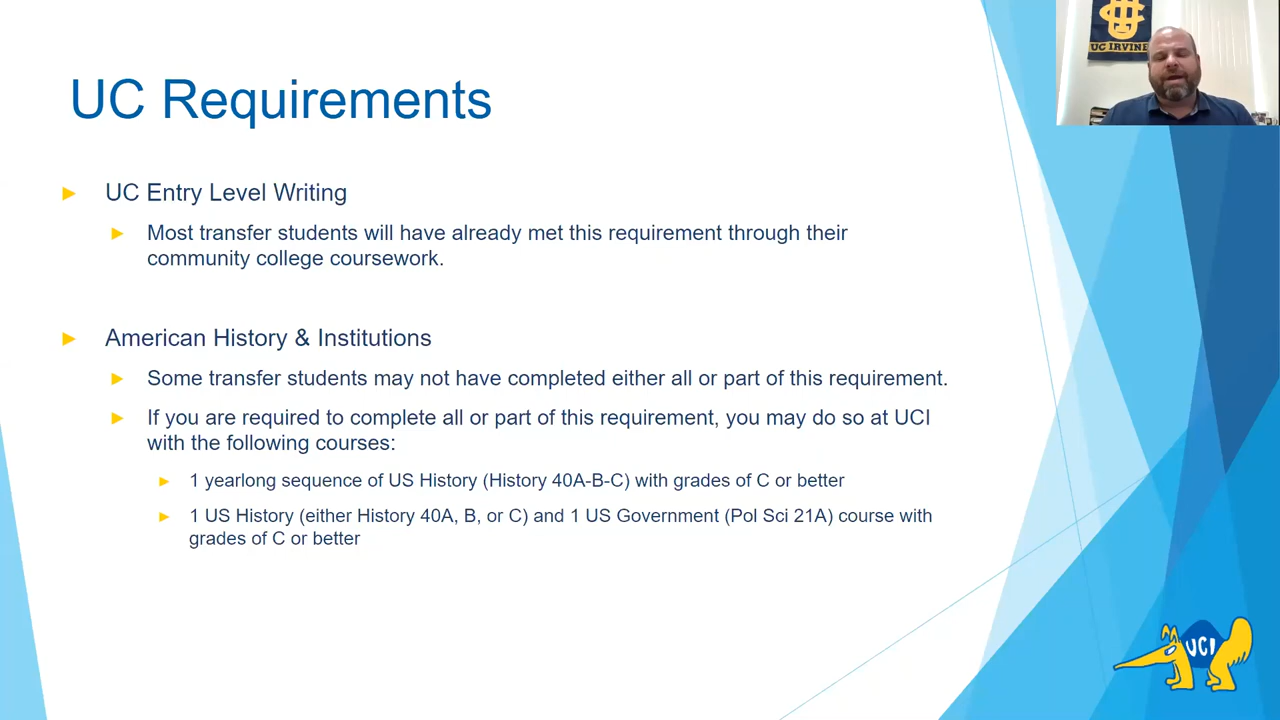 UC IRVINE
UC Requirements
UC Entry Level Writing
Most transfer students will have already met this requirement through their
community college coursework.
American History & Institutions
Some transfer students may not have completed either all or part of this requirement.
If you are required to complete all or part of this requirement, you may do so at UCI
with the following courses:
1 yearlong sequence of US History (History 40A-B-C) with grades of C or better
1 US History (either History 40A, B, or C) and 1 US Government (Pol Sci 21A) course with
grades of C or better
UCI